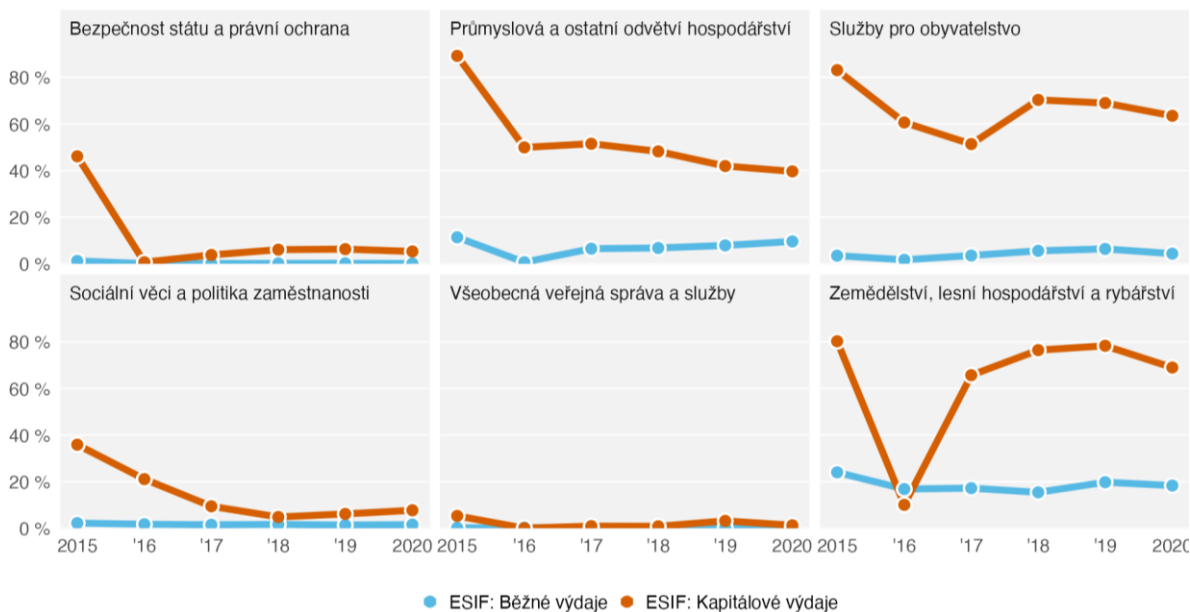 Bezpečnost státu a právní ochrana
Průmyslová a ostatní odvětví hospodářství
Služby pro obyvatelstvo
80 %
60 %
40 %
20 %
0 %
Sociální věci a politika zaměstnanosti
Všeobecná veřejná správa a služby
Zemědělství, lesní hospodářství a rybářství
80 %
60 %
40 %
20 %
0 %
2015 '16 '17 '18 '19 2020
2015 '16 '17 '18 '19 2020
2015 '16 '17 '18 '19 2020
ESIF: Běžné výdaje ESIF: Kapitálové výdaje